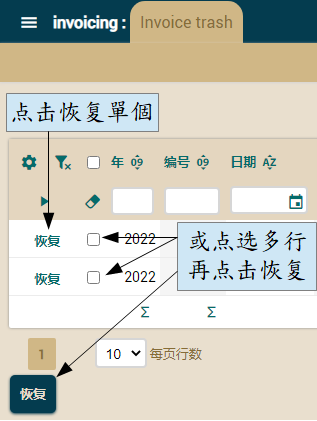 invoicing :
Invoice trash
点击恢复單個
年 09 编号 09 日期 AZ
恢复 2022
或点选多行
再点击恢复
恢复 2022
Σ Σ
1 10 每页行数
恢复